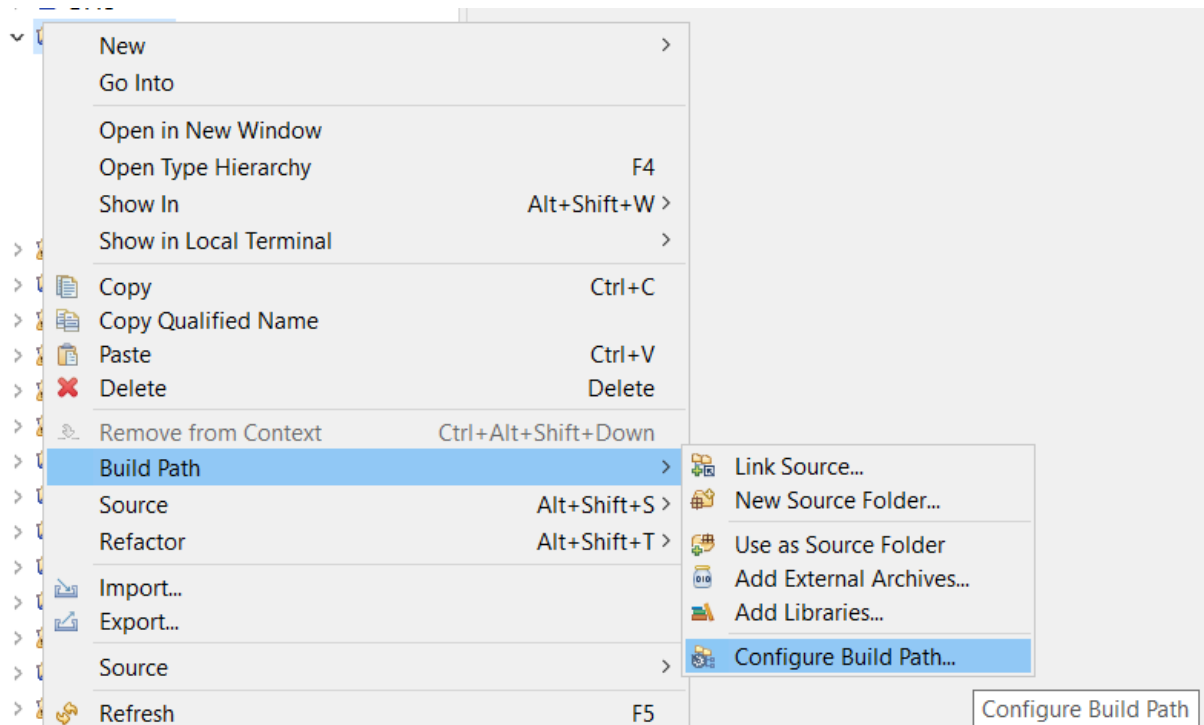 New
Go Into
Open in New Window
Open Type Hierarchy F4
Show In Alt+Shift+W
Show in Local Terminal
Copy Ctrl+C
Copy Qualified Name
Paste Ctrl+V
Delete Delete
Remove from Context Ctrl+Alt+Shift+Down
Build Path
Source Alt+Shift+S
Refactor Alt+Shift+T
Import...
Export...
Source
Refresh F5
Link Source...
New Source Folder...
Use as Source Folder
Add External Archives...
Add Libraries...
Configure Build Path...
Configure Build Path